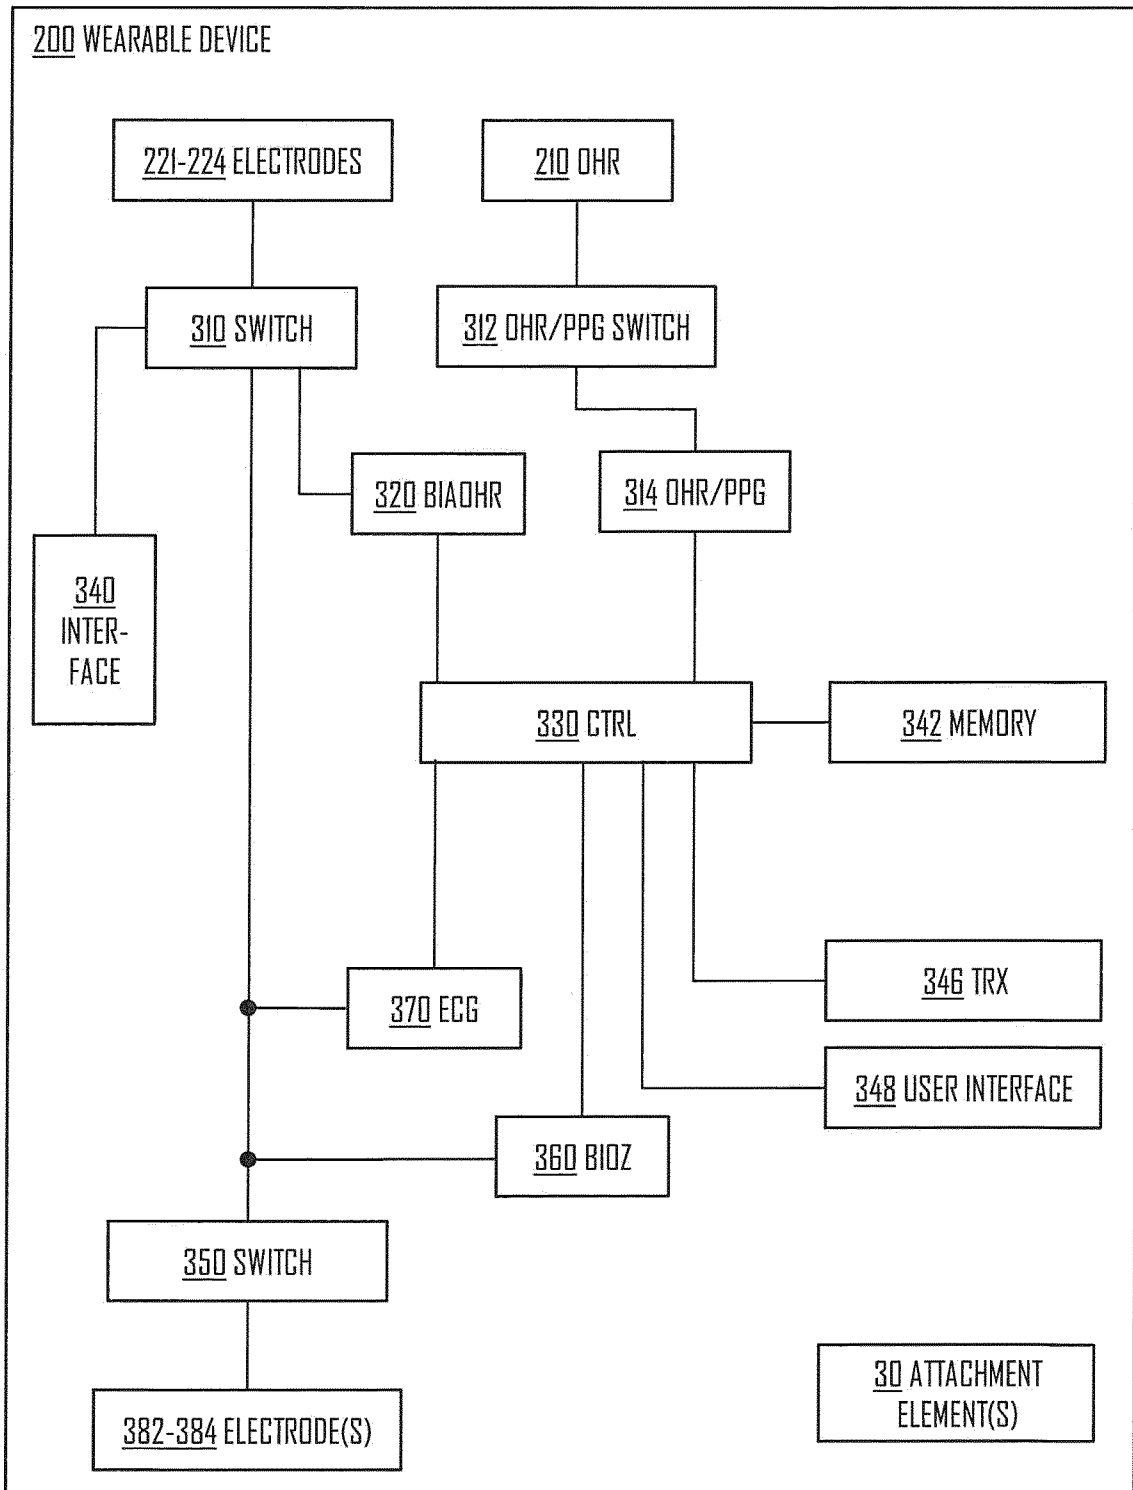 200 WEARABLE DEVICE
221-224 ELECTRODES
210 OHR
310 SWITCH
312 OHR/PPG SWITCH
320 BIAOHR
314 OHR/PPG
340
INTER-
FACE
330 CTRL
342 MEMORY
370 ECG
346 TRX
348 USER INTERFACE
360 BIOZ
350 SWITCH
382-384 ELECTRODE(S)
30 ATTACHMENT
ELEMENT(S)